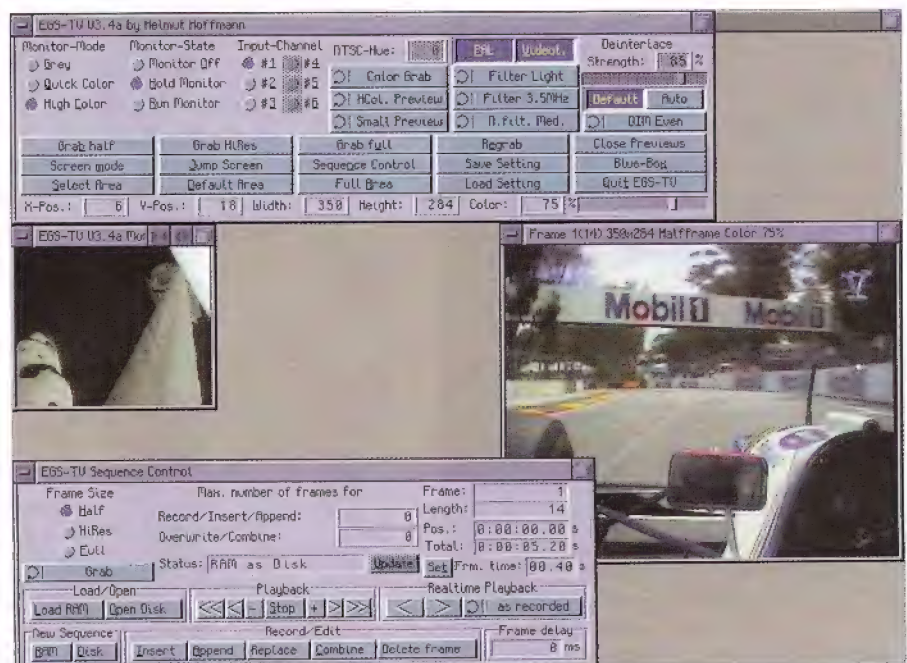 EGS-TV V3.4a by Helmut Hoffmann
Monitor-Mode Monitor-State Input-Channel NTSC-Hue: 0 PAL Videot. Deinterlace
Grey Monitor Off #1 #4 Strength: 85 %
Quick Color Hold Monitor #2 #5 Color Grab Filter Light
High Color Run Monitor #3 #6 HCol. Preview Filter 3.5MHz Default Auto
Small Preview N.filt. Med. DIM Even
Grab half Grab HiRes Grab full Regrab Close Previews
Screen mode Jump Screen Sequence Control Save Setting Blue-Box
Select Area Default Area Full Area Load Setting Quit EGS-TV
X-Pos.: 6 Y-Pos.: 18 Width: 350 Height: 284 Color: 75 %
EGS-TV V3.4a Mon
Frame 1(14) 350x284 Halfframe Color 75%
Mobil 1 Mobil 1
EGS-TV Sequence Control
Frame Size Max. number of frames for Frame: 1
Half Record/Insert/Append: 0 Length: 14
HiRes Overwrite/Combine: 0 Pos.: 0:00:00.00 s
Full Total: 0:00:05.20 s
Grab Status: RAM as Disk Update Set Frm. time: 00.40 s
Load/Open Playback Realtime Playback
Load RAM Open Disk << < - Stop + > >> < > as recorded
New Sequence Record/Edit Frame delay
RAM Disk Insert Append Replace Combine Delete frame 0 ms